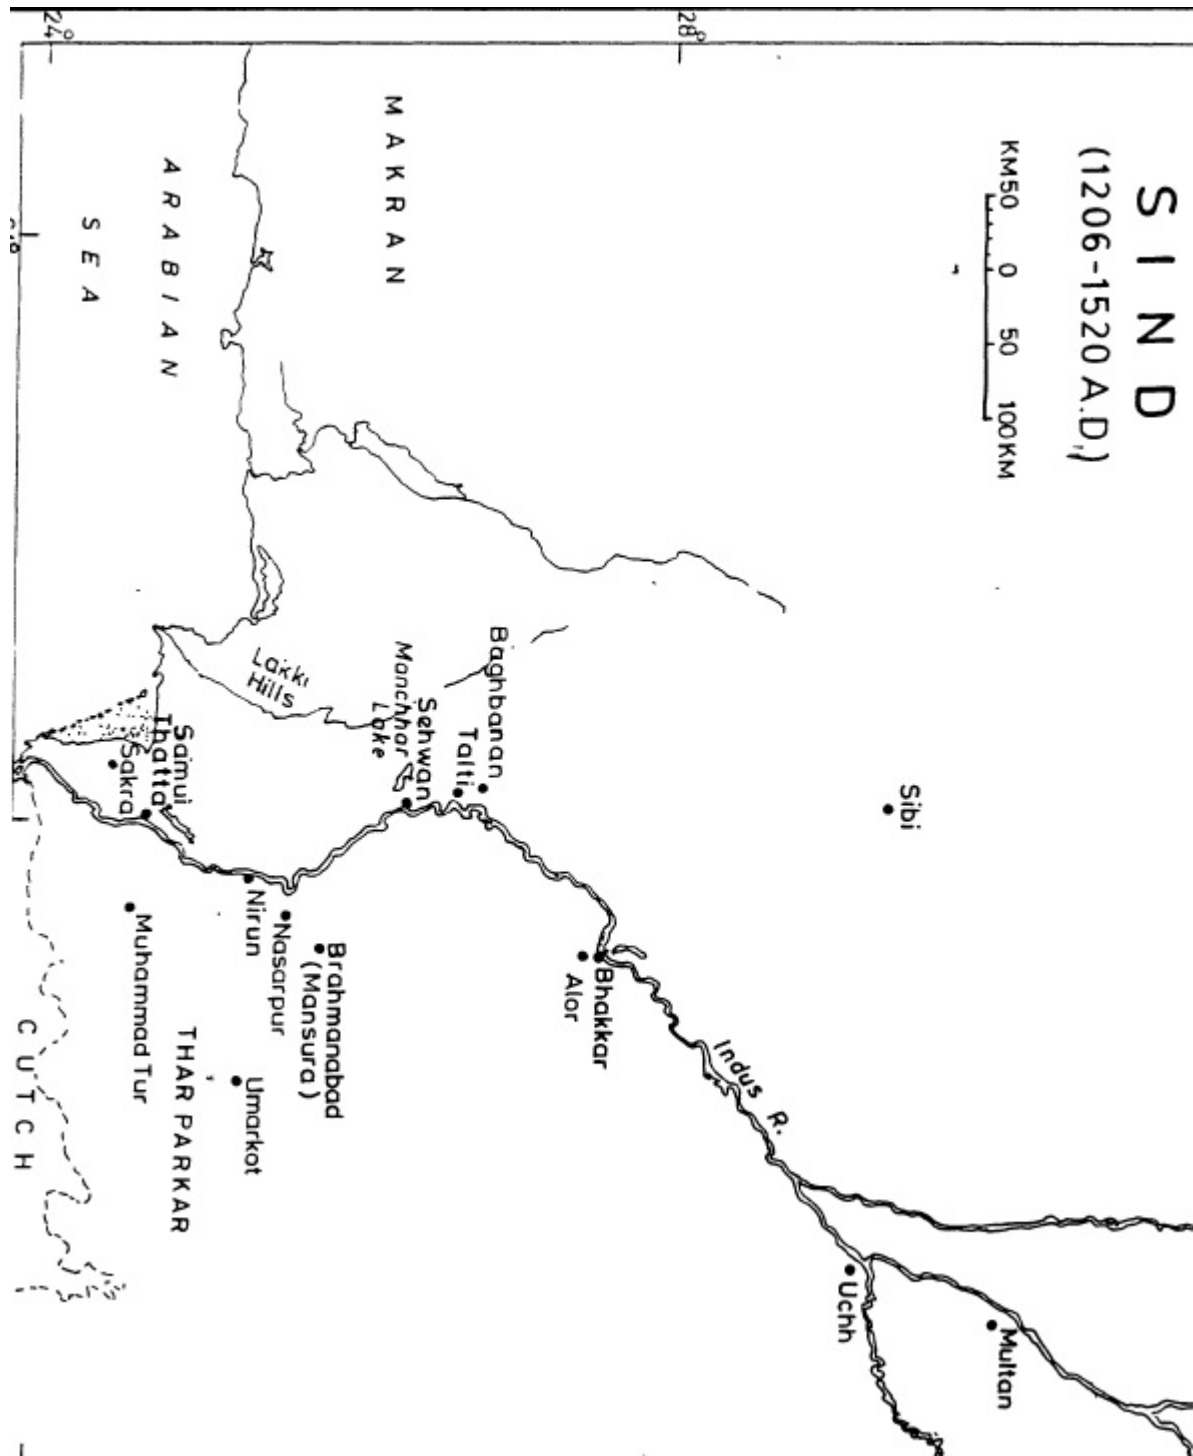 SIND
(1206-1520 A.D.)
KM50 0 50 100KM
28°
24°
MAKRAN
ARABIAN
SEA
Sibi
Multan
Uchh
Indus R.
Bhakkar
Alor
Baghbanan
Talti
Sehwan
Manchhar
Lake
Lakki
Hills
Brahmanabad
(Mansura)
Nasarpur
Nirun
Umarkot
THAR PARKAR
Muhammad Tur
Samui
Thatta
Sakra
CUTCH